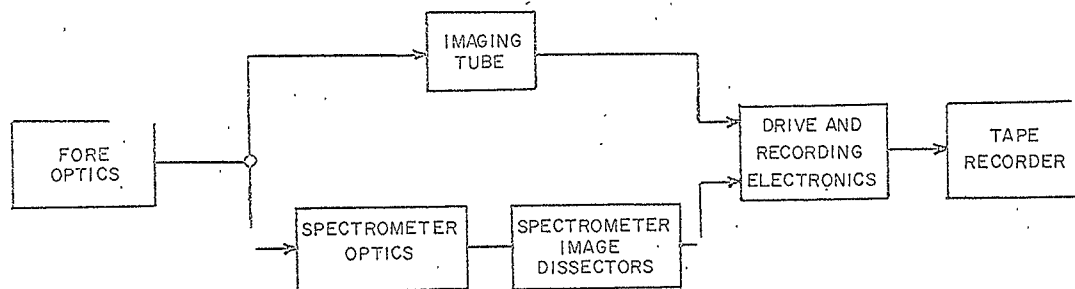 FORE
OPTICS
IMAGING
TUBE
SPECTROMETER
OPTICS
SPECTROMETER
IMAGE
DISSECTORS
DRIVE AND
RECORDING
ELECTRONICS
TAPE
RECORDER